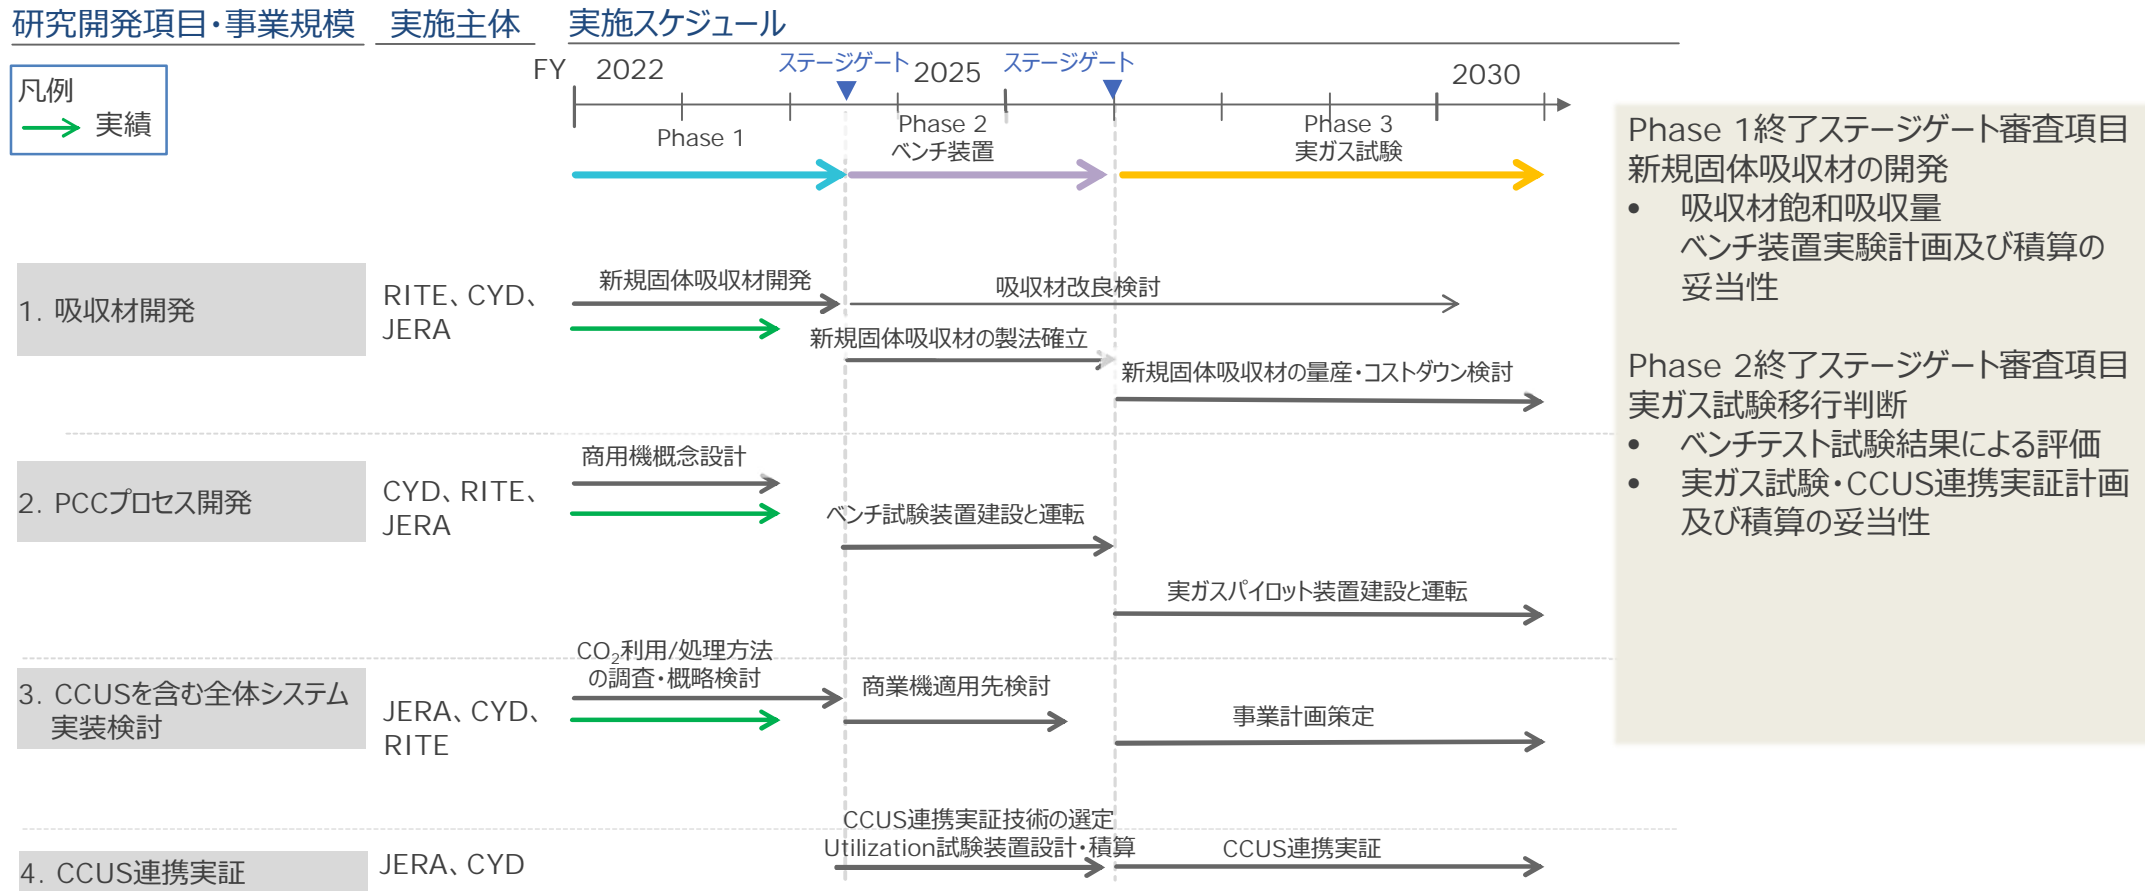 研究開発項目・事業規模
実施主体
実施スケジュール
凡例
実績
FY
2022
ステージゲート
2025
ステージゲート
2030
Phase 1
Phase 2
ベンチ装置
Phase 3
実ガス試験
1. 吸収材開発
RITE、CYD、
JERA
新規固体吸収材開発
吸収材改良検討
新規固体吸収材の製法確立
新規固体吸収材の量産・コストダウン検討
2. PCCプロセス開発
CYD、RITE、
JERA
商用機概念設計
ベンチ試験装置建設と運転
実ガスパイロット装置建設と運転
3. CCUSを含む全体システム
実装検討
JERA、CYD、
RITE
CO₂利用/処理方法
の調査・概略検討
商業機適用先検討
事業計画策定
4. CCUS連携実証
JERA、CYD
CCUS連携実証技術の選定
Utilization試験装置設計・積算
CCUS連携実証
Phase 1終了ステージゲート審査項目
新規固体吸収材の開発
• 吸収材飽和吸収量
ベンチ装置実験計画及び積算の
妥当性
Phase 2終了ステージゲート審査項目
実ガス試験移行判断
• ベンチテスト試験結果による評価
• 実ガス試験・CCUS連携実証計画
及び積算の妥当性